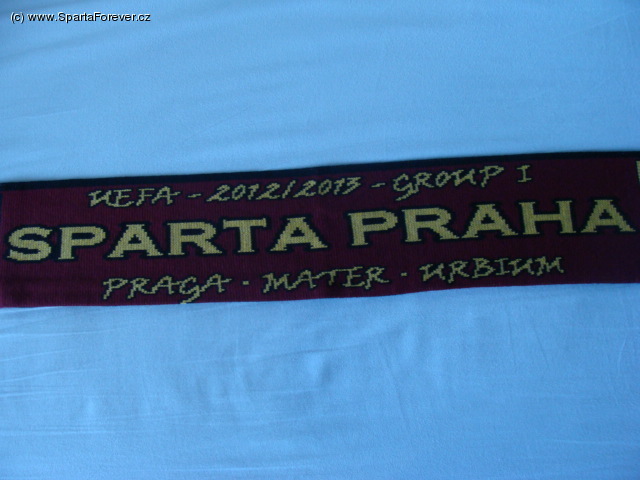 (c) www.SpartaForever.cz
UEFA - 2012/2013 - GROUP I
SPARTA PRAHA
PRAGA · MATER · URBIUM